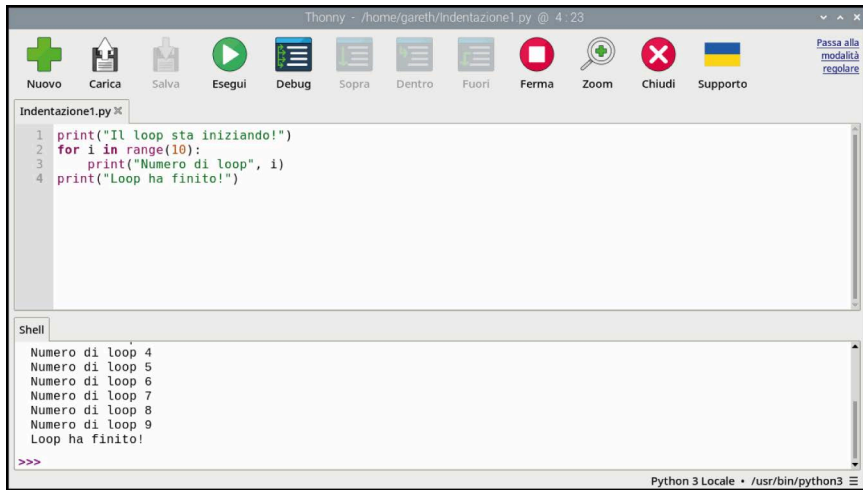 Thonny - /home/gareth/Indentazione1.py @ 4:23
Nuovo Carica Salva Esegui Debug Sopra Dentro Fuori Ferma Zoom Chiudi Supporto
Passa alla
modalità
regolare
Indentazione1.py
1 print("Il loop sta iniziando!")
2 for i in range(10):
3     print("Numero di loop", i)
4 print("Loop ha finito!")
Shell
Numero di loop 4
Numero di loop 5
Numero di loop 6
Numero di loop 7
Numero di loop 8
Numero di loop 9
Loop ha finito!
>>>
Python 3 Locale • /usr/bin/python3 ☰